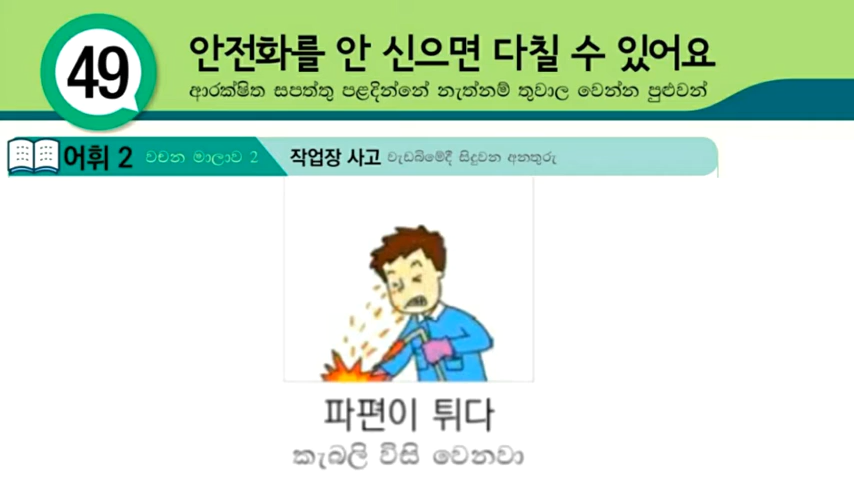 49
안전화를 안 신으면 다칠 수 있어요
ආරක්ෂිත සපත්තු පළදින්නේ නැත්නම් තුවාල වෙන්න පුළුවන්
어휘 2 වචන මාලාව 2 작업장 사고 වැඩබිමේදී සිදුවන අනතුරු
파편이 튀다
කැබලි විසි වෙනවා